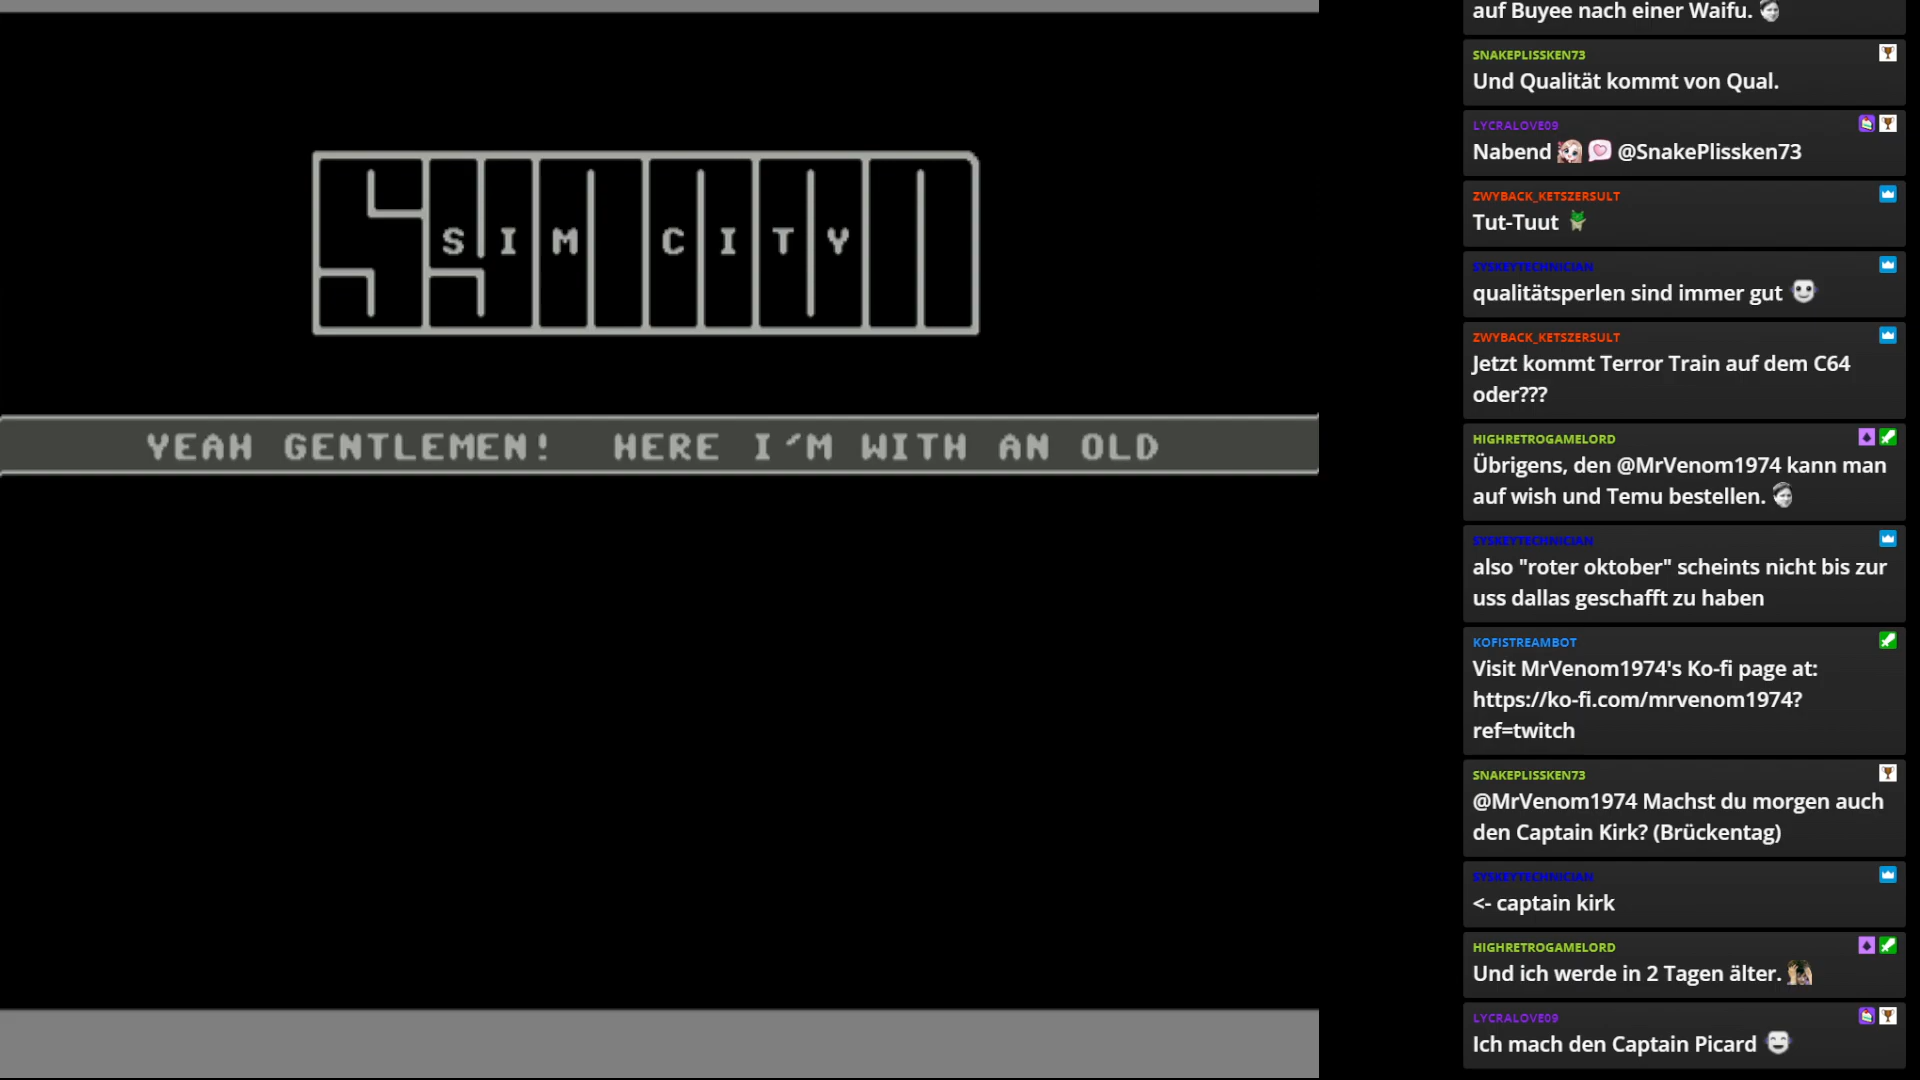 SIM CITY
YEAH GENTLEMEN! HERE I'M WITH AN OLD
auf Buyee nach einer Waifu.
SNAKEPLISSKEN73
Und Qualität kommt von Qual.
LYCRALOVE09
Nabend @SnakePlissken73
ZWYBACK_KETSZERSULT
Tut-Tuut
SYSKEYTECHNICIAN
qualitätsperlen sind immer gut
ZWYBACK_KETSZERSULT
Jetzt kommt Terror Train auf dem C64
oder???
HIGHRETROGAMELORD
Übrigens, den @MrVenom1974 kann man
auf wish und Temu bestellen.
SYSKEYTECHNICIAN
also "roter oktober" scheints nicht bis zur
uss dallas geschafft zu haben
KOFISTREAMBOT
Visit MrVenom1974's Ko-fi page at:
https://ko-fi.com/mrvenom1974?
ref=twitch
SNAKEPLISSKEN73
@MrVenom1974 Machst du morgen auch
den Captain Kirk? (Brückentag)
SYSKEYTECHNICIAN
<- captain kirk
HIGHRETROGAMELORD
Und ich werde in 2 Tagen älter.
LYCRALOVE09
Ich mach den Captain Picard